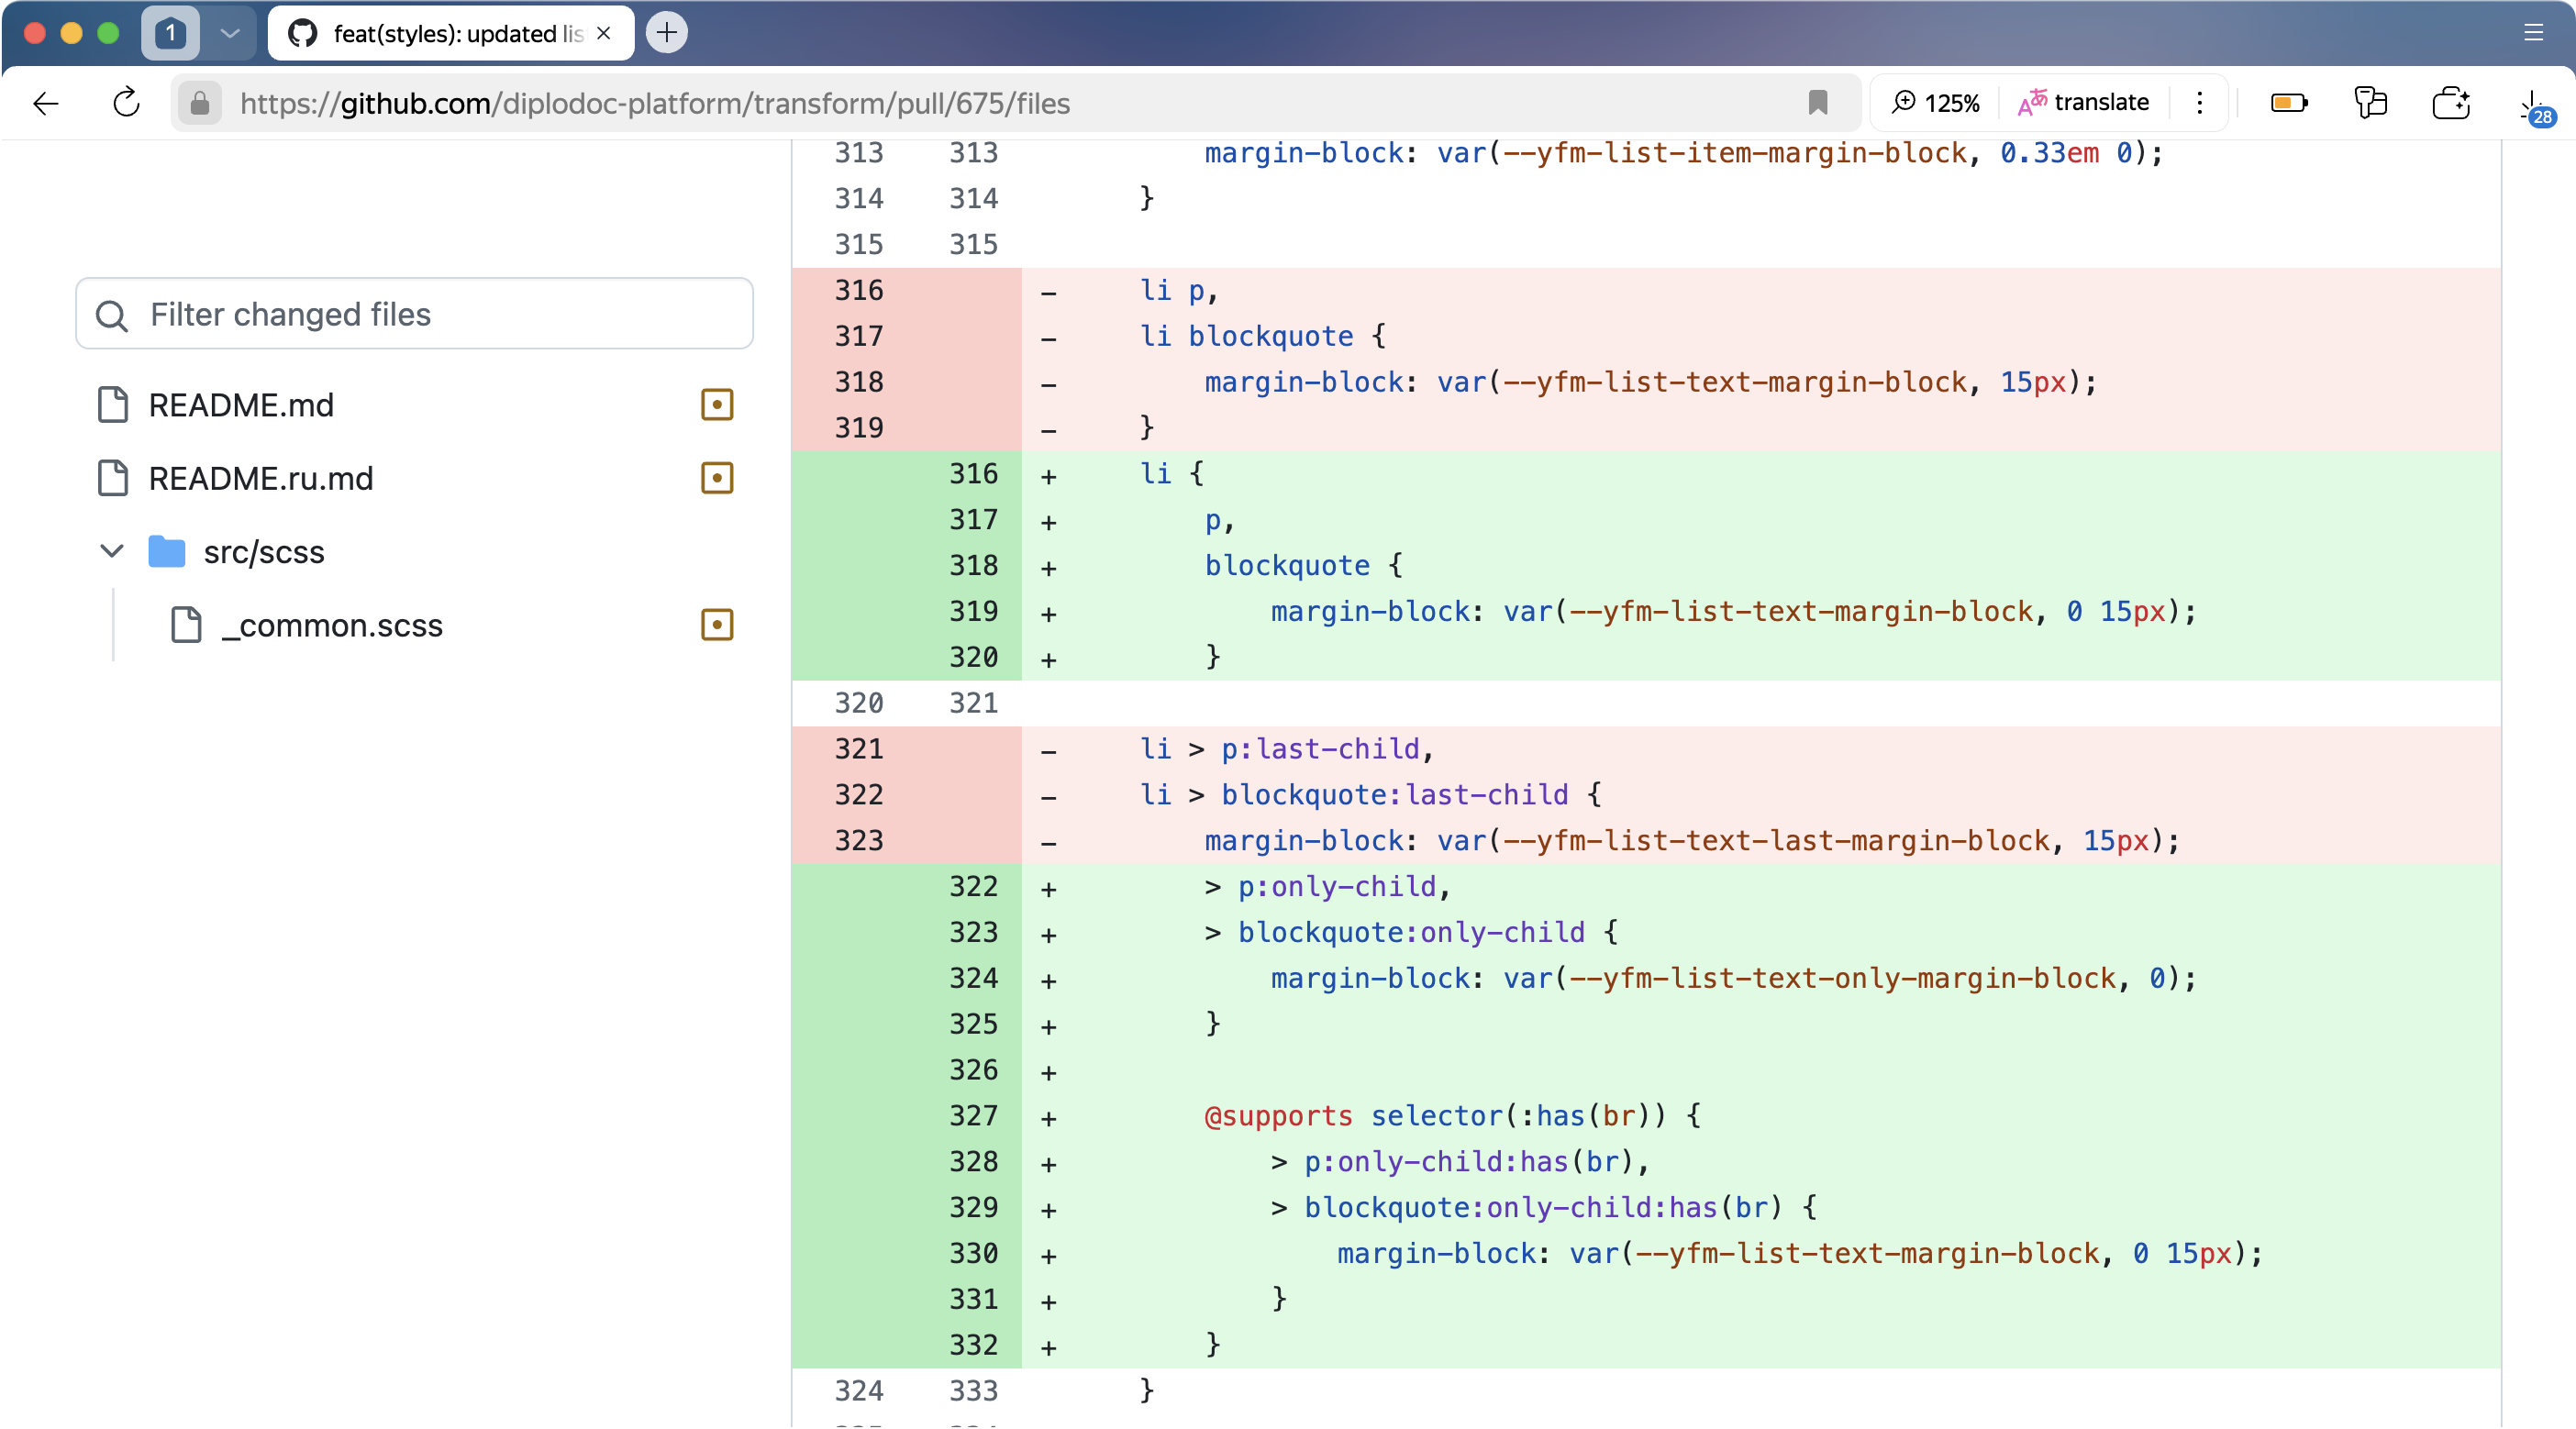 1
feat(styles): updated lis
https://github.com/diplodoc-platform/transform/pull/675/files
125%
translate
28
Filter changed files
README.md
README.ru.md
src/scss
_common.scss
313 313 margin-block: var(--yfm-list-item-margin-block, 0.33em 0);
314 314 }
315 315
316 - li p,
317 - li blockquote {
318 - margin-block: var(--yfm-list-text-margin-block, 15px);
319 - }
316 + li {
317 + p,
318 + blockquote {
319 + margin-block: var(--yfm-list-text-margin-block, 0 15px);
320 + }
320 321
321 - li > p:last-child,
322 - li > blockquote:last-child {
323 - margin-block: var(--yfm-list-text-last-margin-block, 15px);
322 + > p:only-child,
323 + > blockquote:only-child {
324 + margin-block: var(--yfm-list-text-only-margin-block, 0);
325 + }
326 +
327 + @supports selector(:has(br)) {
328 + > p:only-child:has(br),
329 + > blockquote:only-child:has(br) {
330 + margin-block: var(--yfm-list-text-margin-block, 0 15px);
331 + }
332 + }
324 333 }